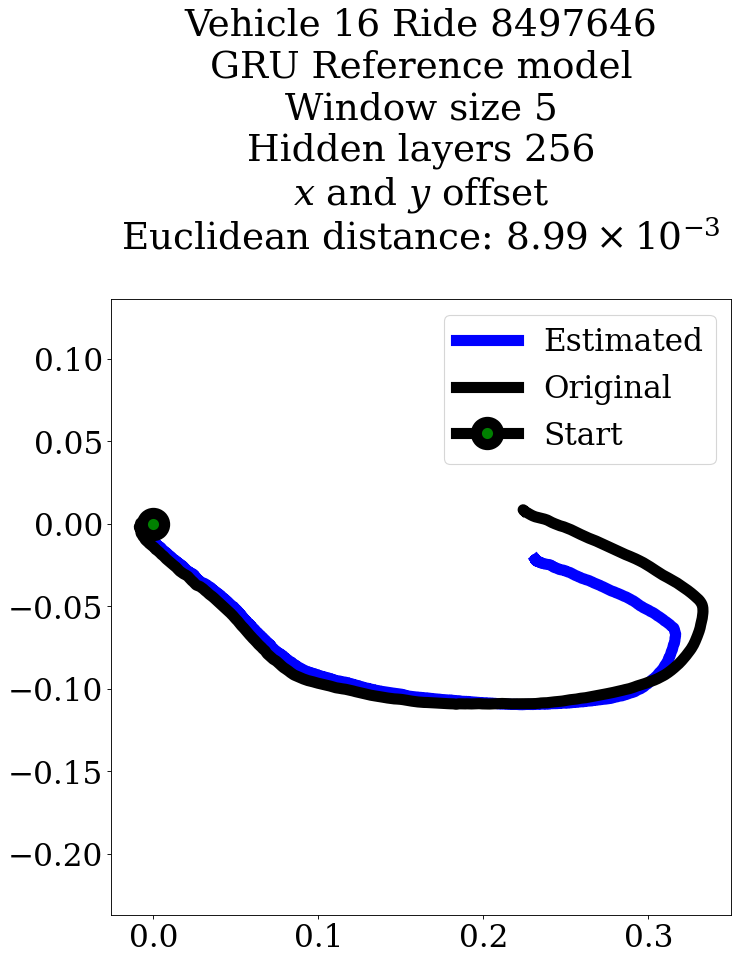 Vehicle 16 Ride 8497646
GRU Reference model
Window size 5
Hidden layers 256
x and y offset
Euclidean distance: 8.99 × 10⁻³
Estimated
Original
Start
0.10
0.05
0.00
−0.05
−0.10
−0.15
−0.20
0.0 0.1 0.2 0.3